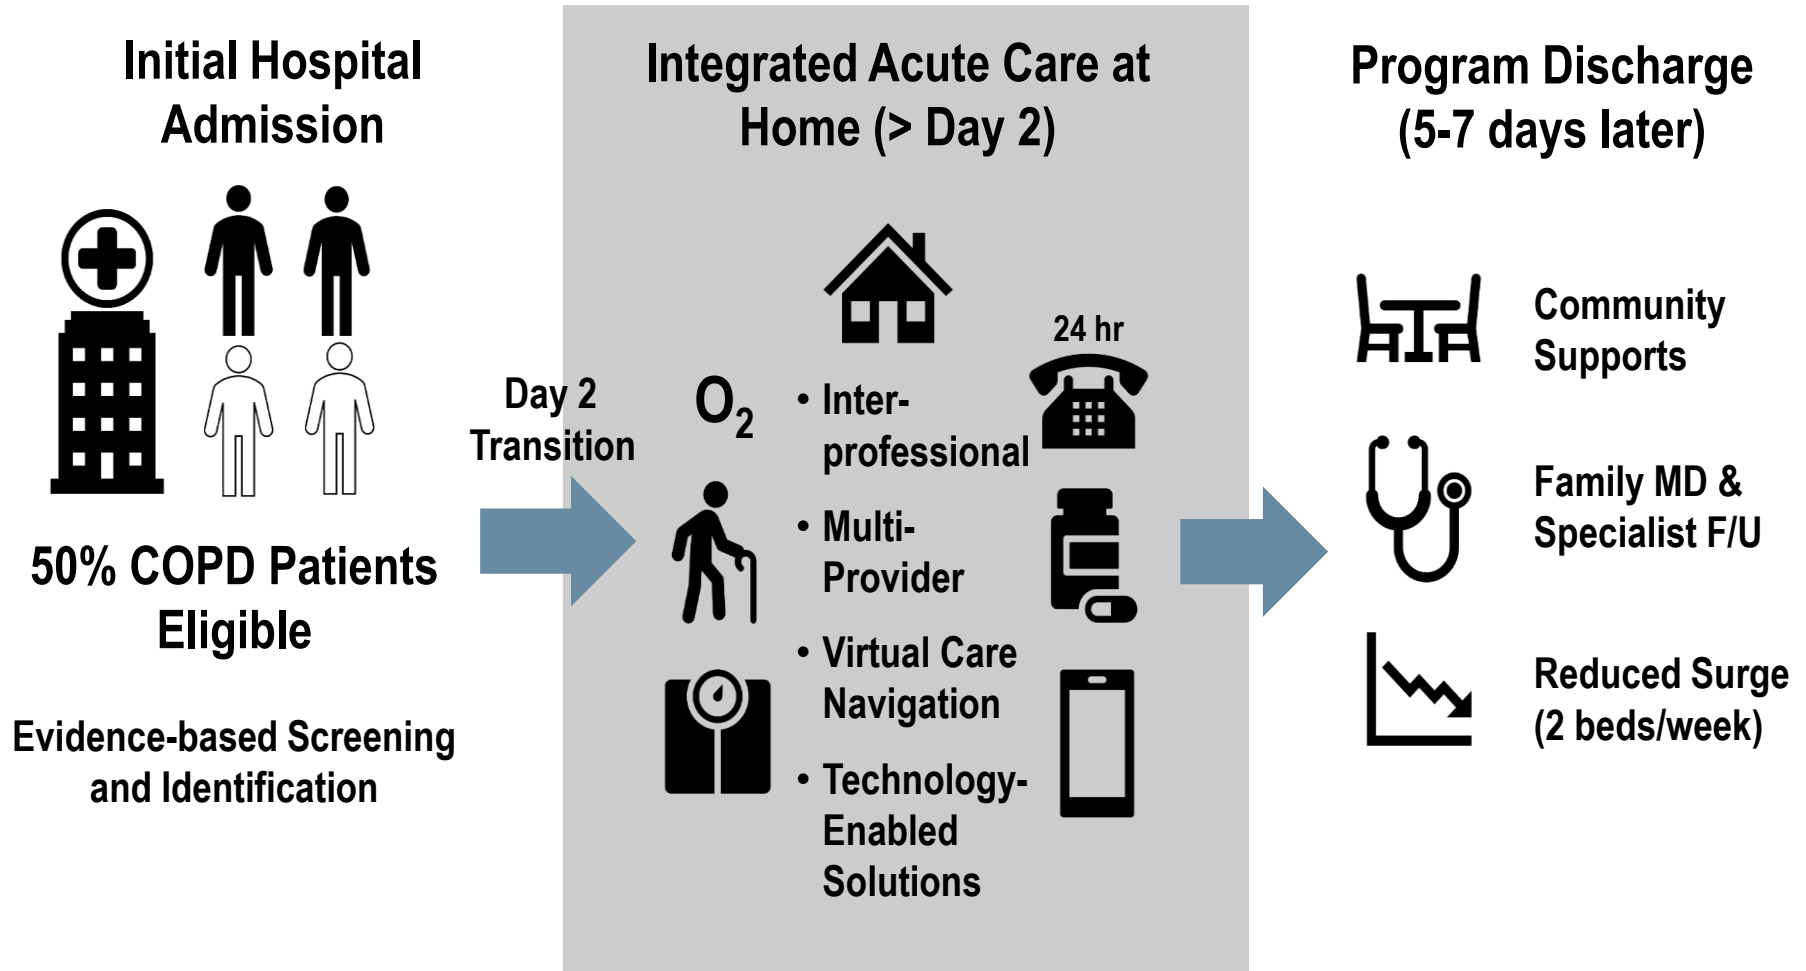 Initial Hospital
Admission
50% COPD Patients
Eligible
Evidence-based Screening
and Identification
Day 2
Transition
Integrated Acute Care at
Home (> Day 2)
24 hr
O₂
• Inter-
professional
• Multi-
Provider
• Virtual Care
Navigation
• Technology-
Enabled
Solutions
Program Discharge
(5-7 days later)
Community
Supports
Family MD &
Specialist F/U
Reduced Surge
(2 beds/week)